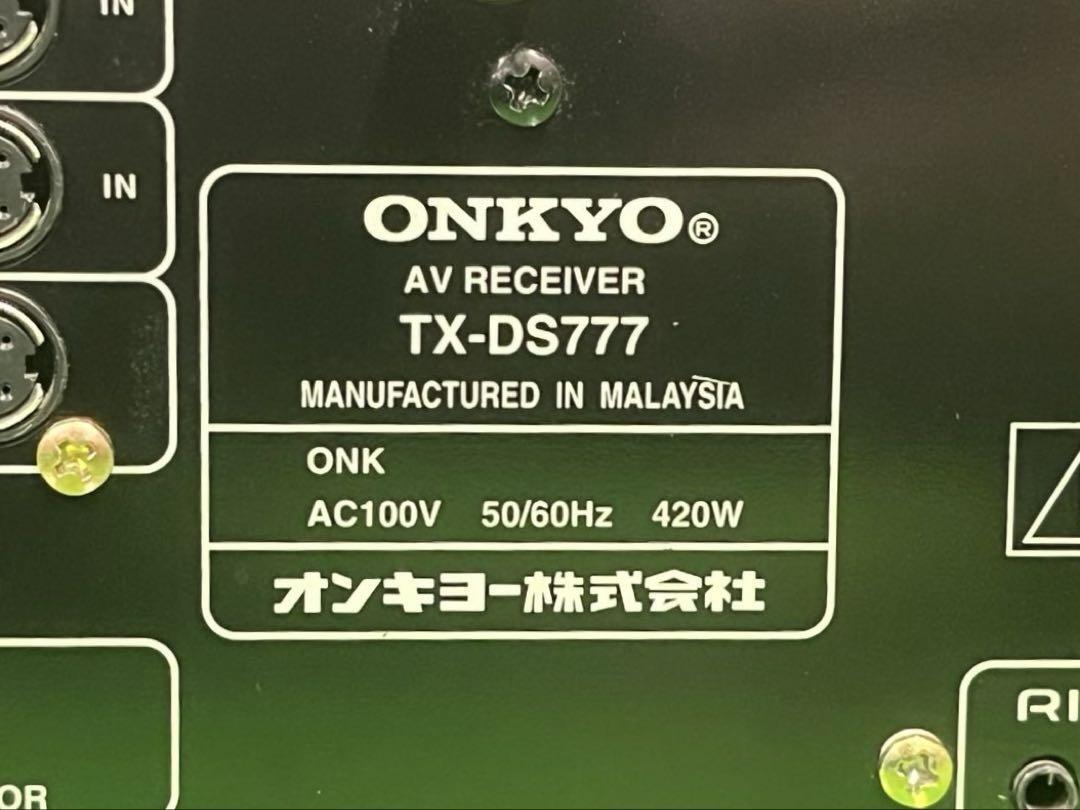 IN
IN
ONKYO®
AV RECEIVER
TX-DS777
MANUFACTURED IN MALAYSIA
ONK
AC100V 50/60Hz 420W
オンキヨー株式会社
RI
OR